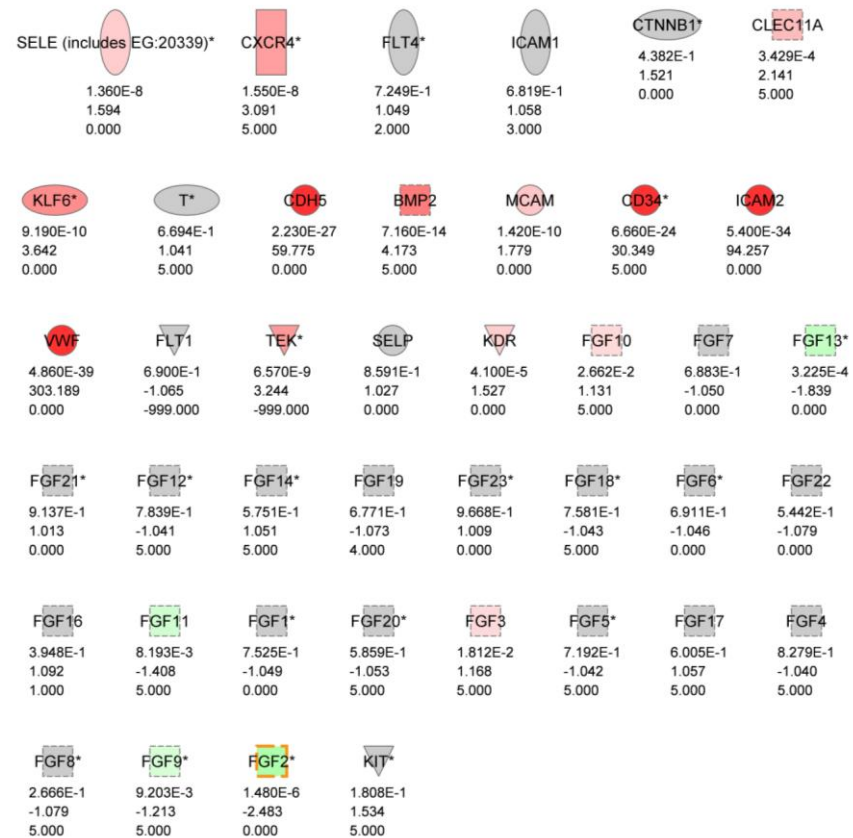 SELE (includes EG:20339)* CXCR4* FLT4* ICAM1 CTNNB1* CLEC11A
1.360E-8 1.550E-8 7.249E-1 6.819E-1 4.382E-1 3.429E-4
1.594 3.091 1.049 1.058 1.521 2.141
0.000 5.000 2.000 3.000 0.000 5.000
KLF6* T* CDH5 BMP2 MCAM CD34* ICAM2
9.190E-10 6.694E-1 2.230E-27 7.160E-14 1.420E-10 6.660E-24 5.400E-34
3.642 1.041 59.775 4.173 1.779 30.349 94.257
0.000 5.000 0.000 5.000 0.000 5.000 0.000
VWF FLT1 TEK* SELP KDR FGF10 FGF7 FGF13*
4.860E-39 6.900E-1 6.570E-9 8.591E-1 4.100E-5 2.662E-2 6.883E-1 3.225E-4
303.189 -1.065 3.244 1.027 1.527 1.131 -1.050 -1.839
0.000 -999.000 -999.000 0.000 0.000 5.000 0.000 0.000
FGF21* FGF12* FGF14* FGF19 FGF23* FGF18* FGF6* FGF22
9.137E-1 7.839E-1 5.751E-1 6.771E-1 9.668E-1 7.581E-1 6.911E-1 5.442E-1
1.013 -1.041 1.051 -1.073 1.009 -1.043 -1.046 -1.079
0.000 5.000 5.000 4.000 0.000 5.000 0.000 0.000
FGF16 FGF11 FGF1* FGF20* FGF3 FGF5* FGF17 FGF4
3.948E-1 8.193E-3 7.525E-1 5.859E-1 1.812E-2 7.192E-1 6.005E-1 8.279E-1
1.092 -1.408 -1.049 -1.053 1.168 -1.042 1.057 -1.040
1.000 5.000 0.000 5.000 5.000 5.000 5.000 5.000
FGF8* FGF9* FGF2* KIT*
2.666E-1 9.203E-3 1.480E-6 1.808E-1
-1.079 -1.213 -2.483 1.534
5.000 5.000 0.000 5.000